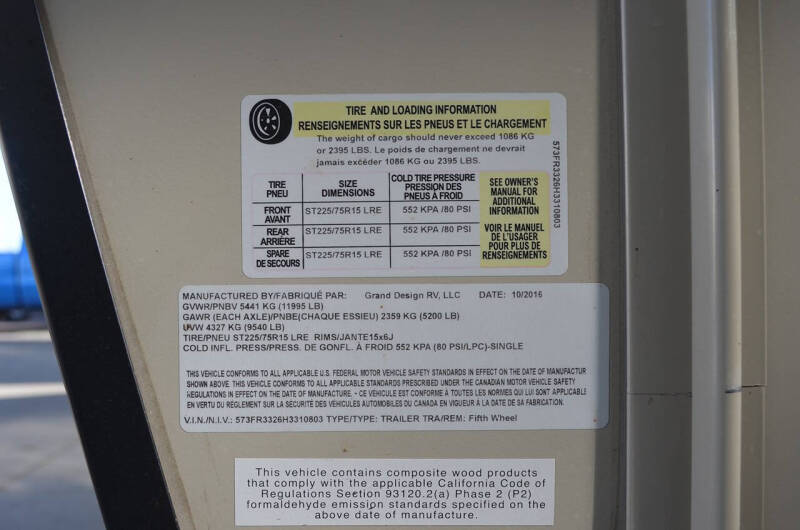 TIRE AND LOADING INFORMATION
RENSEIGNEMENTS SUR LES PNEUS ET LE CHARGEMENT
The weight of cargo should never exceed 1086 KG
or 2395 LBS. Le poids de chargement ne devrait
jamais excéder 1086 KG ou 2395 LBS.
573FR3326H3310803
TIRE
PNEU
SIZE
DIMENSIONS
COLD TIRE PRESSURE
PRESSION DES
PNEUS À FROID
FRONT
AVANT
ST225/75R15 LRE
552 KPA /80 PSI
REAR
ARRIÈRE
ST225/75R15 LRE
552 KPA /80 PSI
SPARE
DE SECOURS
ST225/75R15 LRE
552 KPA /80 PSI
SEE OWNER'S
MANUAL FOR
ADDITIONAL
INFORMATION
VOIR LE MANUEL
DE L'USAGER
POUR PLUS DE
RENSEIGNEMENTS
MANUFACTURED BY/FABRIQUÉ PAR: Grand Design RV, LLC DATE: 10/2016
GVWR/PNBV 5441 KG (11995 LB)
GAWR (EACH AXLE)/PNBE(CHAQUE ESSIEU) 2359 KG (5200 LB)
UVW 4327 KG (9540 LB)
TIRE/PNEU ST225/75R15 LRE RIMS/JANTE15x6J
COLD INFL. PRESS/PRESS. DE GONFL. À FROID 552 KPA (80 PSI/LPC)-SINGLE
THIS VEHICLE CONFORMS TO ALL APPLICABLE U.S. FEDERAL MOTOR VEHICLE SAFETY STANDARDS IN EFFECT ON THE DATE OF MANUFACTUR
SHOWN ABOVE. THIS VEHICLE CONFORMS TO ALL APPLICABLE STANDARDS PRESCRIBED UNDER THE CANADIAN MOTOR VEHICLE SAFETY
REGULATIONS IN EFFECT ON THE DATE OF MANUFACTURE. - CE VÉHICULE EST CONFORME À TOUTES LES NORMES QUI LUI SONT APPLICABLE
EN VERTU DU RÈGLEMENT SUR LA SÉCURITÉ DES VÉHICULES AUTOMOBILES DU CANADA EN VIGUEUR À LA DATE DE SA FABRICATION.
V.I.N./N.I.V.: 573FR3326H3310803 TYPE/TYPE: TRAILER TRA/REM: Fifth Wheel
This vehicle contains composite wood products
that comply with the applicable California Code of
Regulations Section 93120.2(a) Phase 2 (P2)
formaldehyde emission standards specified on the
above date of manufacture.